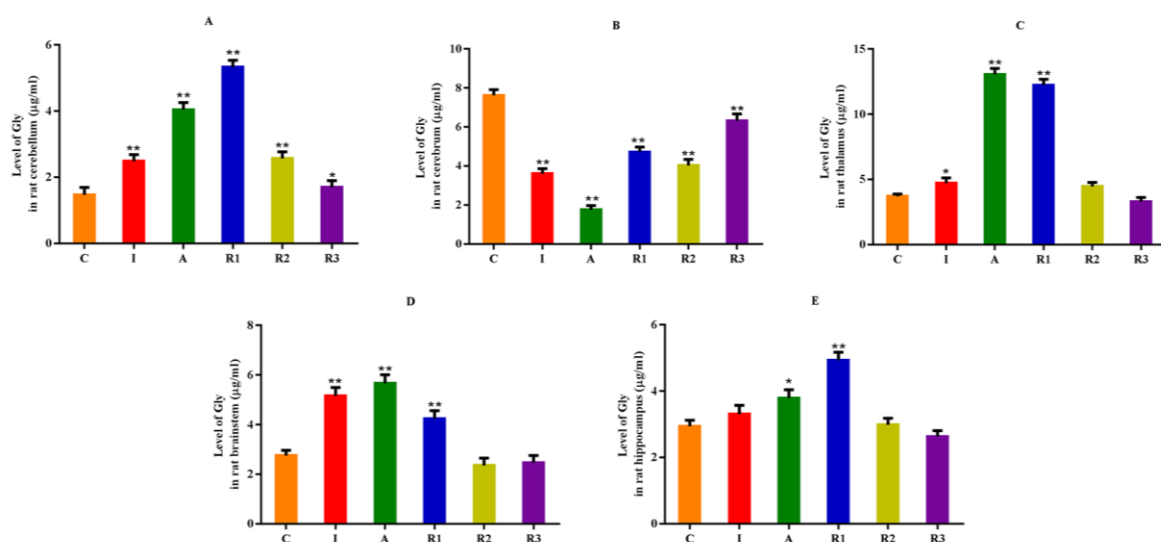 A
Level of Gly
in rat cerebellum (μg/ml)
6
4
2
0
**
**
**
**
*
C I A R1 R2 R3
B
Level of Gly
in rat cerebrum (μg/ml)
10
8
6
4
2
0
**
**
**
**
**
C I A R1 R2 R3
C
Level of Gly
in rat thalamus (μg/ml)
15
10
5
0
*
**
**
C I A R1 R2 R3
D
Level of Gly
in rat brainstem (μg/ml)
8
6
4
2
0
**
**
**
C I A R1 R2 R3
E
Level of Gly
in rat hippocampus (μg/ml)
6
4
2
0
*
**
C I A R1 R2 R3